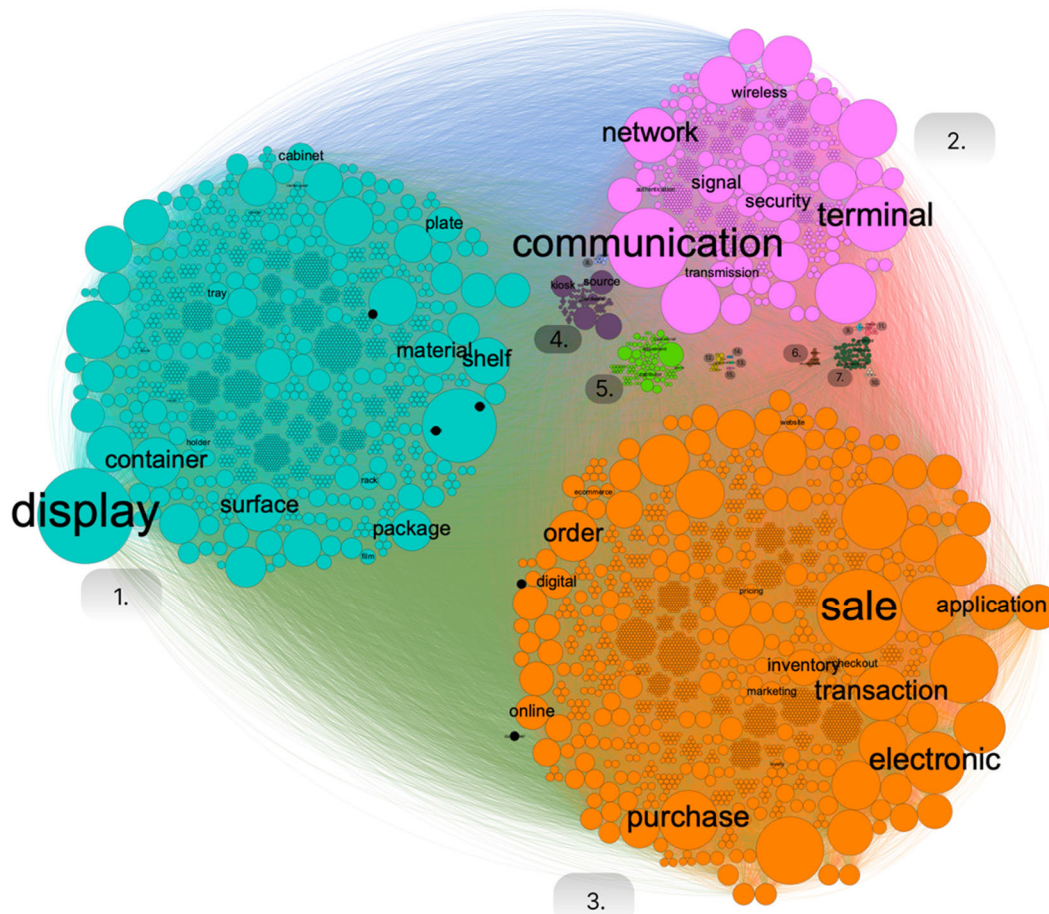 wireless
network
2.
cabinet
signal
authentication
security
plate
terminal
communication
transmission
kiosk
source
tray
4.
material
shelf
5.
6.
7.
holder
container
website
rack
ecommerce
display
surface
order
package
film
digital
1.
pricing
sale
application
inventory
checkout
marketing
transaction
online
electronic
purchase
3.